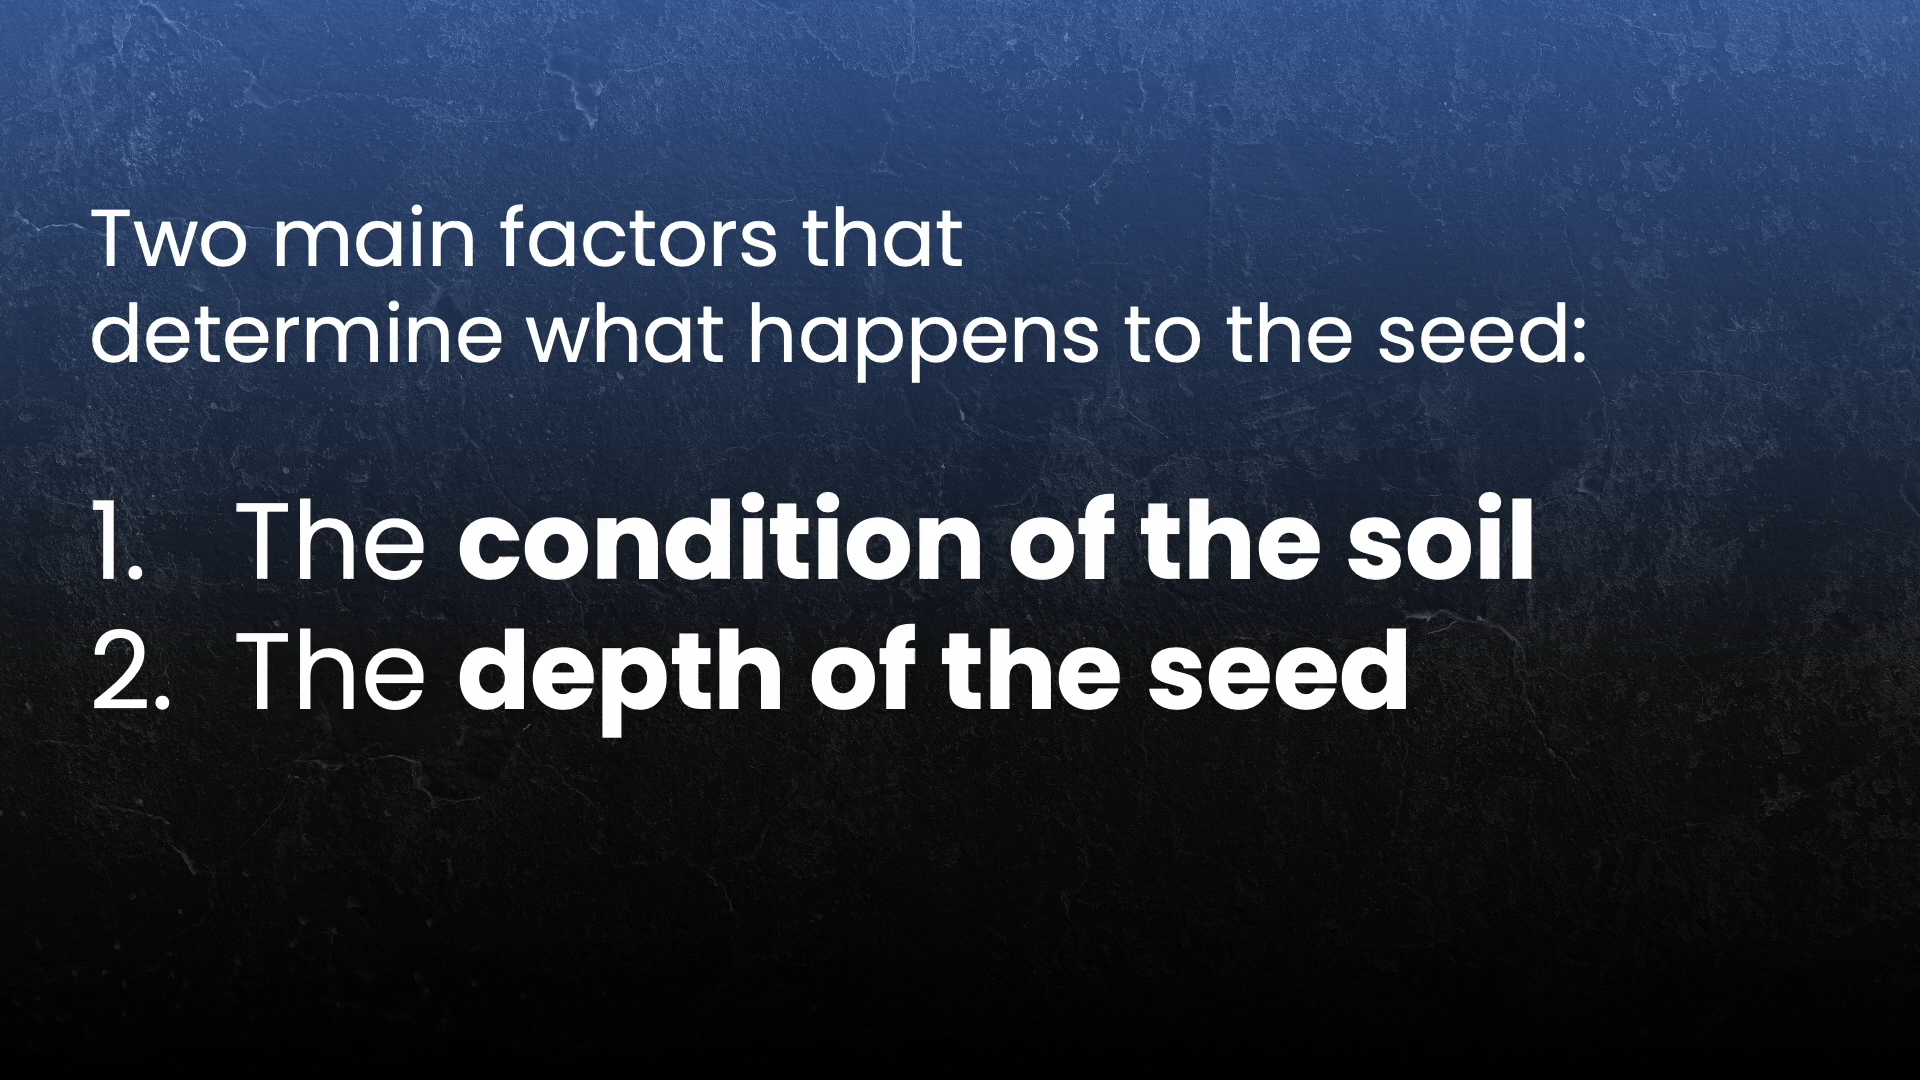 Two main factors that
determine what happens to the seed:
1. The condition of the soil
2. The depth of the seed